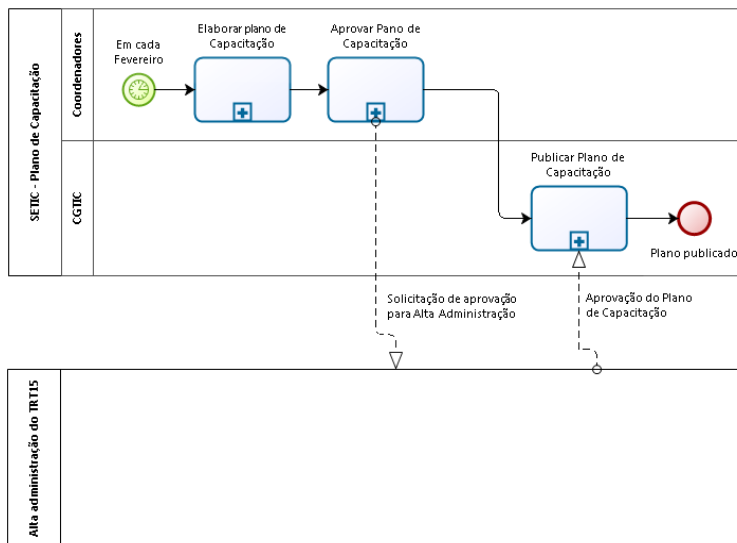 SETIC - Plano de Capacitação
Coordenadores
Em cada
Fevereiro
Elaborar plano de
Capacitação
Aprovar Pano de
Capacitação
CGTIC
Publicar Plano de
Capacitação
Plano publicado
Solicitação de aprovação
para Alta Administração
Aprovação do Plano
de Capacitação
Alta administração do TRT15